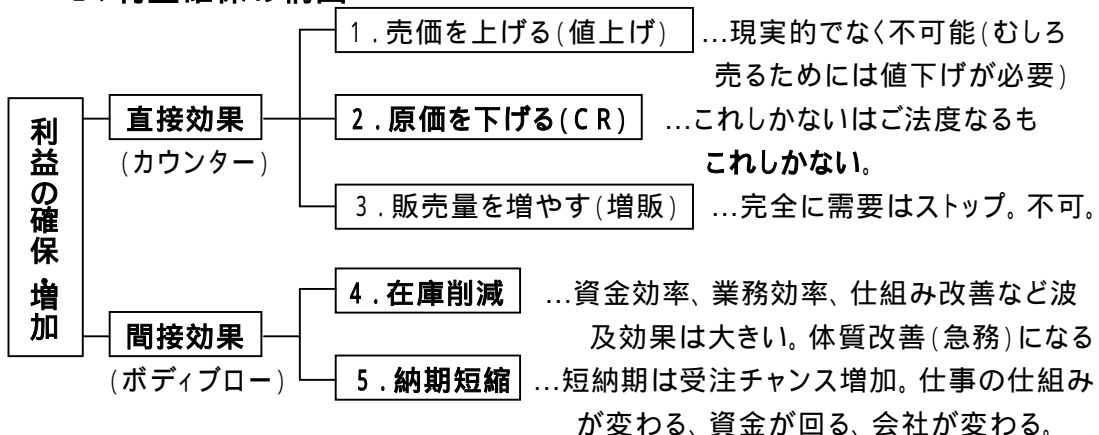 1.売価を上げる(値上げ) …現実的でなく不可能(むしろ
売るためには値下げが必要)
利益の確保・増加
直接効果
(カウンター)
2.原価を下げる(CR) …これしかないはご法度なるも
これしかない。
3.販売量を増やす(増販) …完全に需要はストップ。不可。
間接効果
(ボディブロー)
4.在庫削減 …資金効率、業務効率、仕組み改善など波
及効果は大きい。体質改善(急務)になる
5.納期短縮 …短納期は受注チャンス増加。仕事の仕組み
が変わる、資金が回る、会社が変わる。